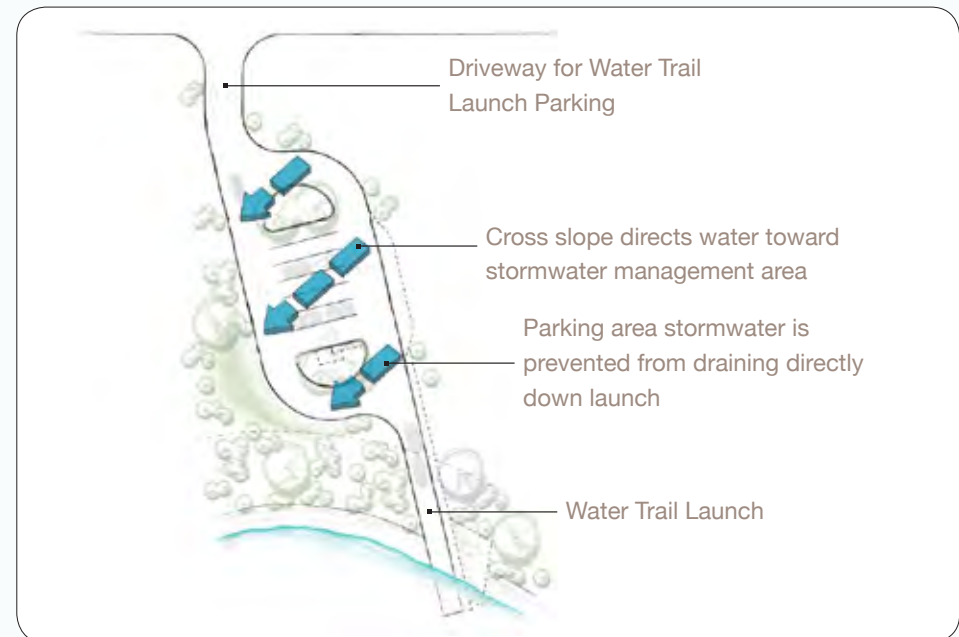 Driveway for Water Trail
Launch Parking
Cross slope directs water toward
stormwater management area
Parking area stormwater is
prevented from draining directly
down launch
Water Trail Launch